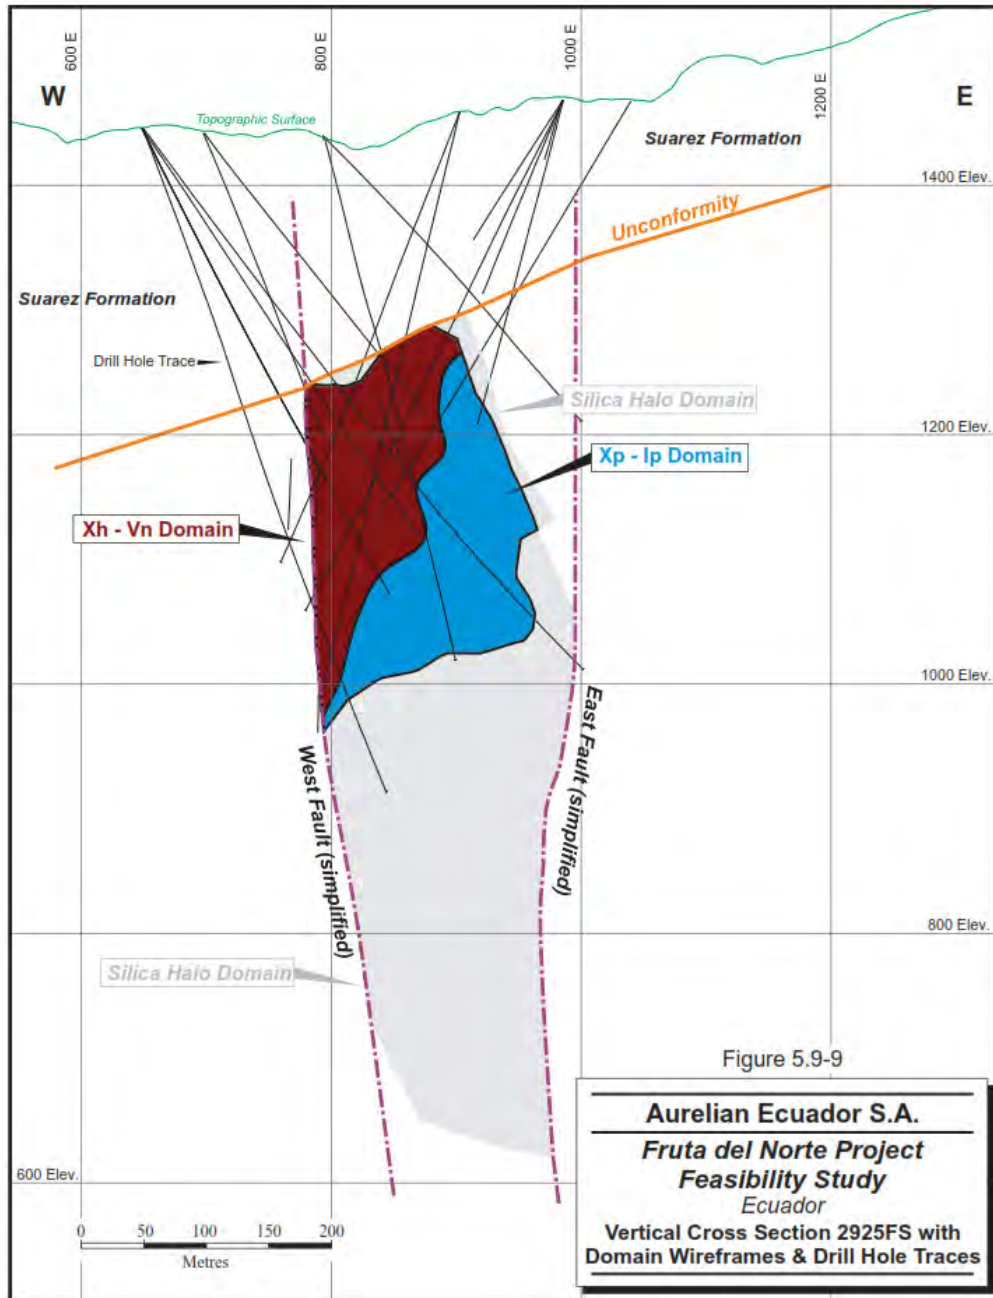 600 E
800 E
1000 E
1200 E
W
E
Topographic Surface
Suarez Formation
1400 Elev.
Unconformity
Suarez Formation
Drill Hole Trace
Silica Halo Domain
1200 Elev.
Xp - Ip Domain
Xh - Vn Domain
1000 Elev.
West Fault (simplified)
East Fault (simplified)
800 Elev.
Silica Halo Domain
600 Elev.
0 50 100 150 200
Metres
Figure 5.9-9
Aurelian Ecuador S.A.
Fruta del Norte Project
Feasibility Study
Ecuador
Vertical Cross Section 2925FS with
Domain Wireframes & Drill Hole Traces